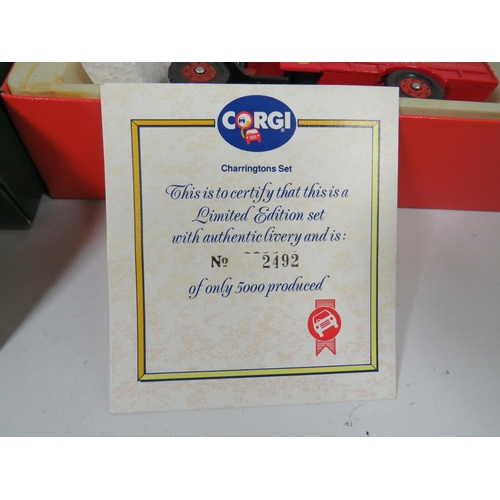 CORGI
Charringtons Set
This is to certify that this is a
Limited Edition set
with authentic livery and is:
No 2492
of only 5000 produced